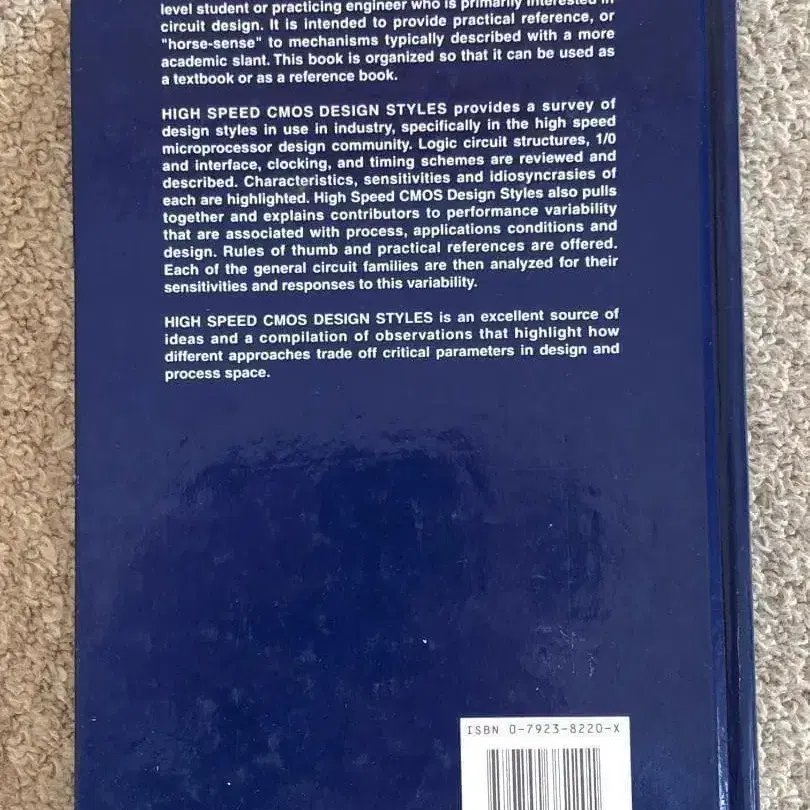 level student or practicing engineer who is primarily interested in
circuit design. It is intended to provide practical reference, or
"horse-sense" to mechanisms typically described with a more
academic slant. This book is organized so that it can be used as
a textbook or as a reference book.
HIGH SPEED CMOS DESIGN STYLES provides a survey of
design styles in use in industry, specifically in the high speed
microprocessor design community. Logic circuit structures, 1/0
and interface, clocking, and timing schemes are reviewed and
described. Characteristics, sensitivities and idiosyncrasies of
each are highlighted. High Speed CMOS Design Styles also pulls
together and explains contributors to performance variability
that are associated with process, applications conditions and
design. Rules of thumb and practical references are offered.
Each of the general circuit families are then analyzed for their
sensitivities and responses to this variability.
HIGH SPEED CMOS DESIGN STYLES is an excellent source of
ideas and a compilation of observations that highlight how
different approaches trade off critical parameters in design and
process space.
ISBN 0-7923-8220-X